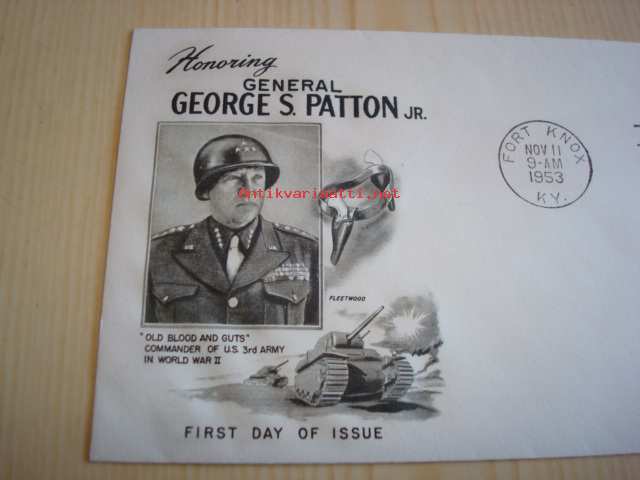 Honoring
GENERAL
GEORGE S. PATTON JR.
FORT KNOX
NOV 11
9-AM
1953
KY.
Antikvariaatti.net
FLEETWOOD
"OLD BLOOD AND GUTS"
COMMANDER OF U.S. 3rd ARMY
IN WORLD WAR II
FIRST DAY OF ISSUE